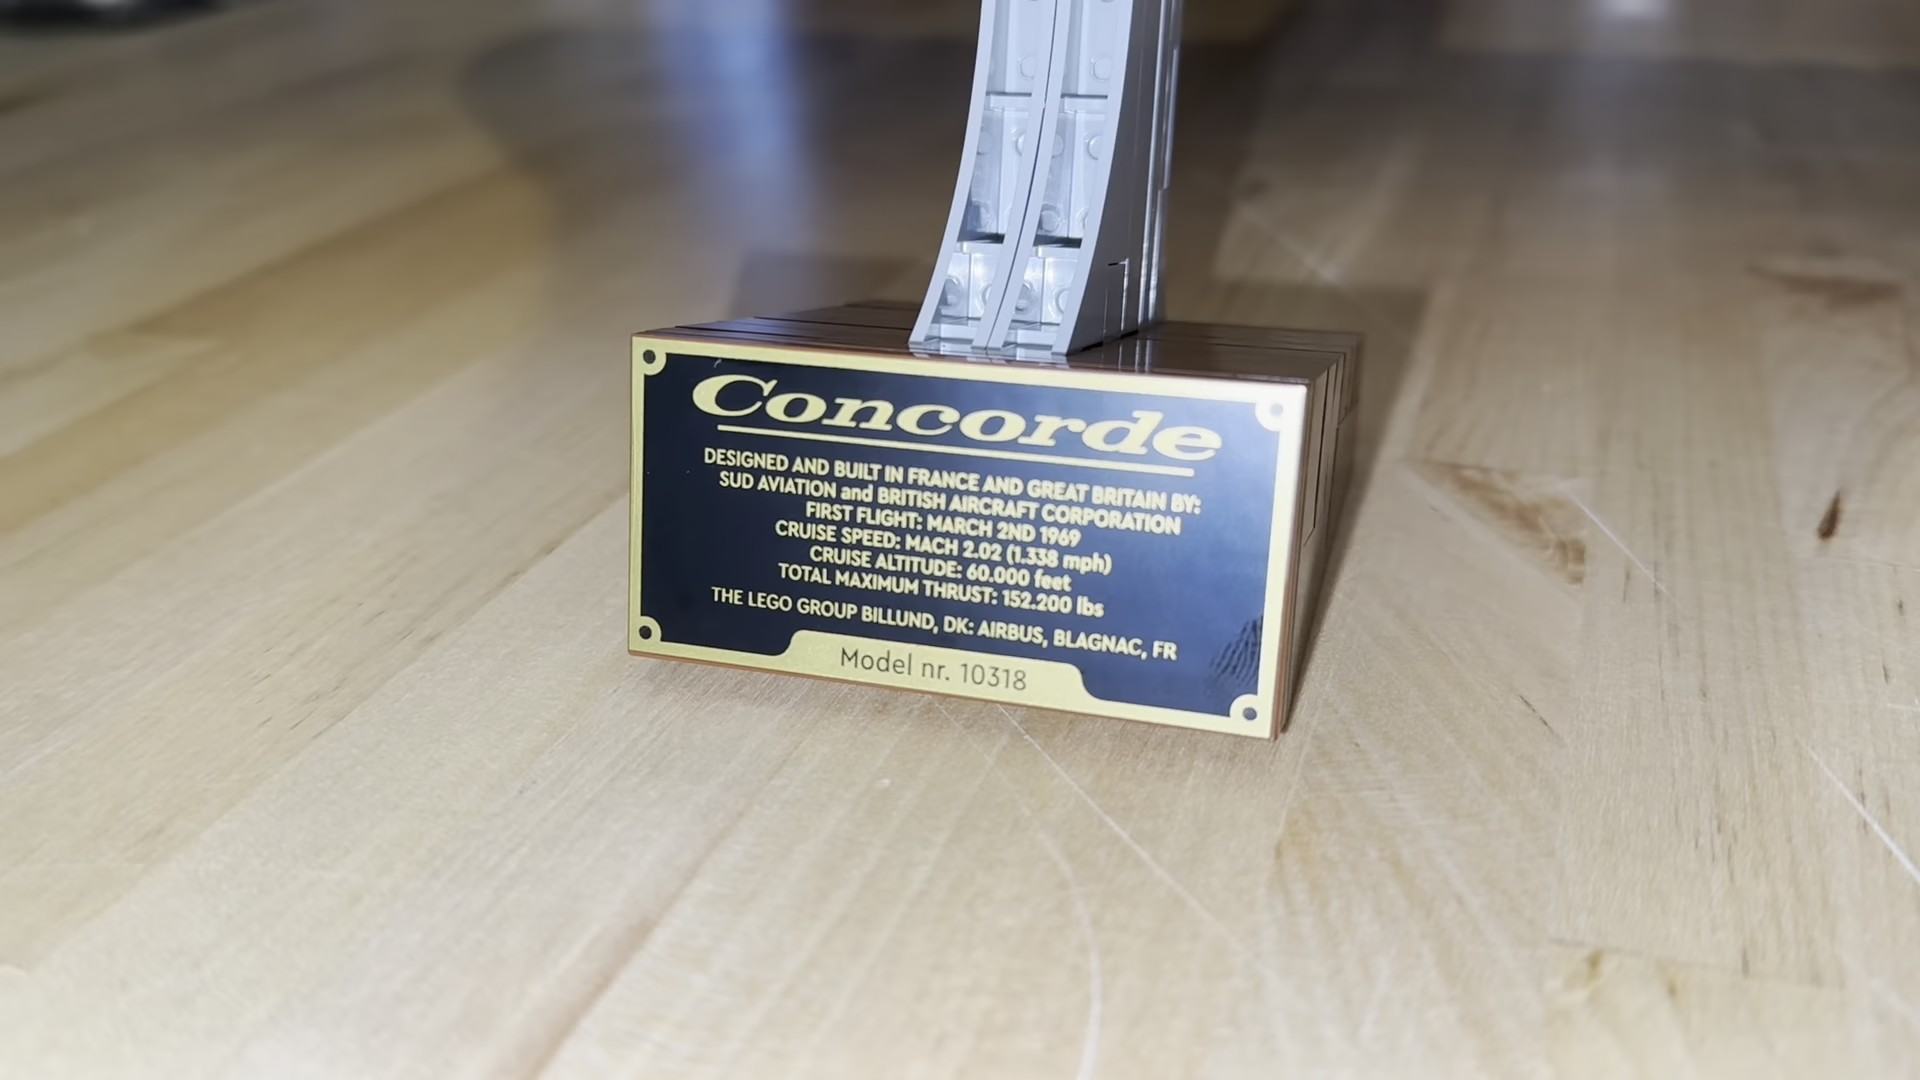 Concorde
DESIGNED AND BUILT IN FRANCE AND GREAT BRITAIN BY:
SUD AVIATION and BRITISH AIRCRAFT CORPORATION
FIRST FLIGHT: MARCH 2ND 1969
CRUISE SPEED: MACH 2.02 (1.338 mph)
CRUISE ALTITUDE: 60.000 feet
TOTAL MAXIMUM THRUST: 152.200 lbs
THE LEGO GROUP BILLUND, DK: AIRBUS, BLAGNAC, FR
Model nr. 10318